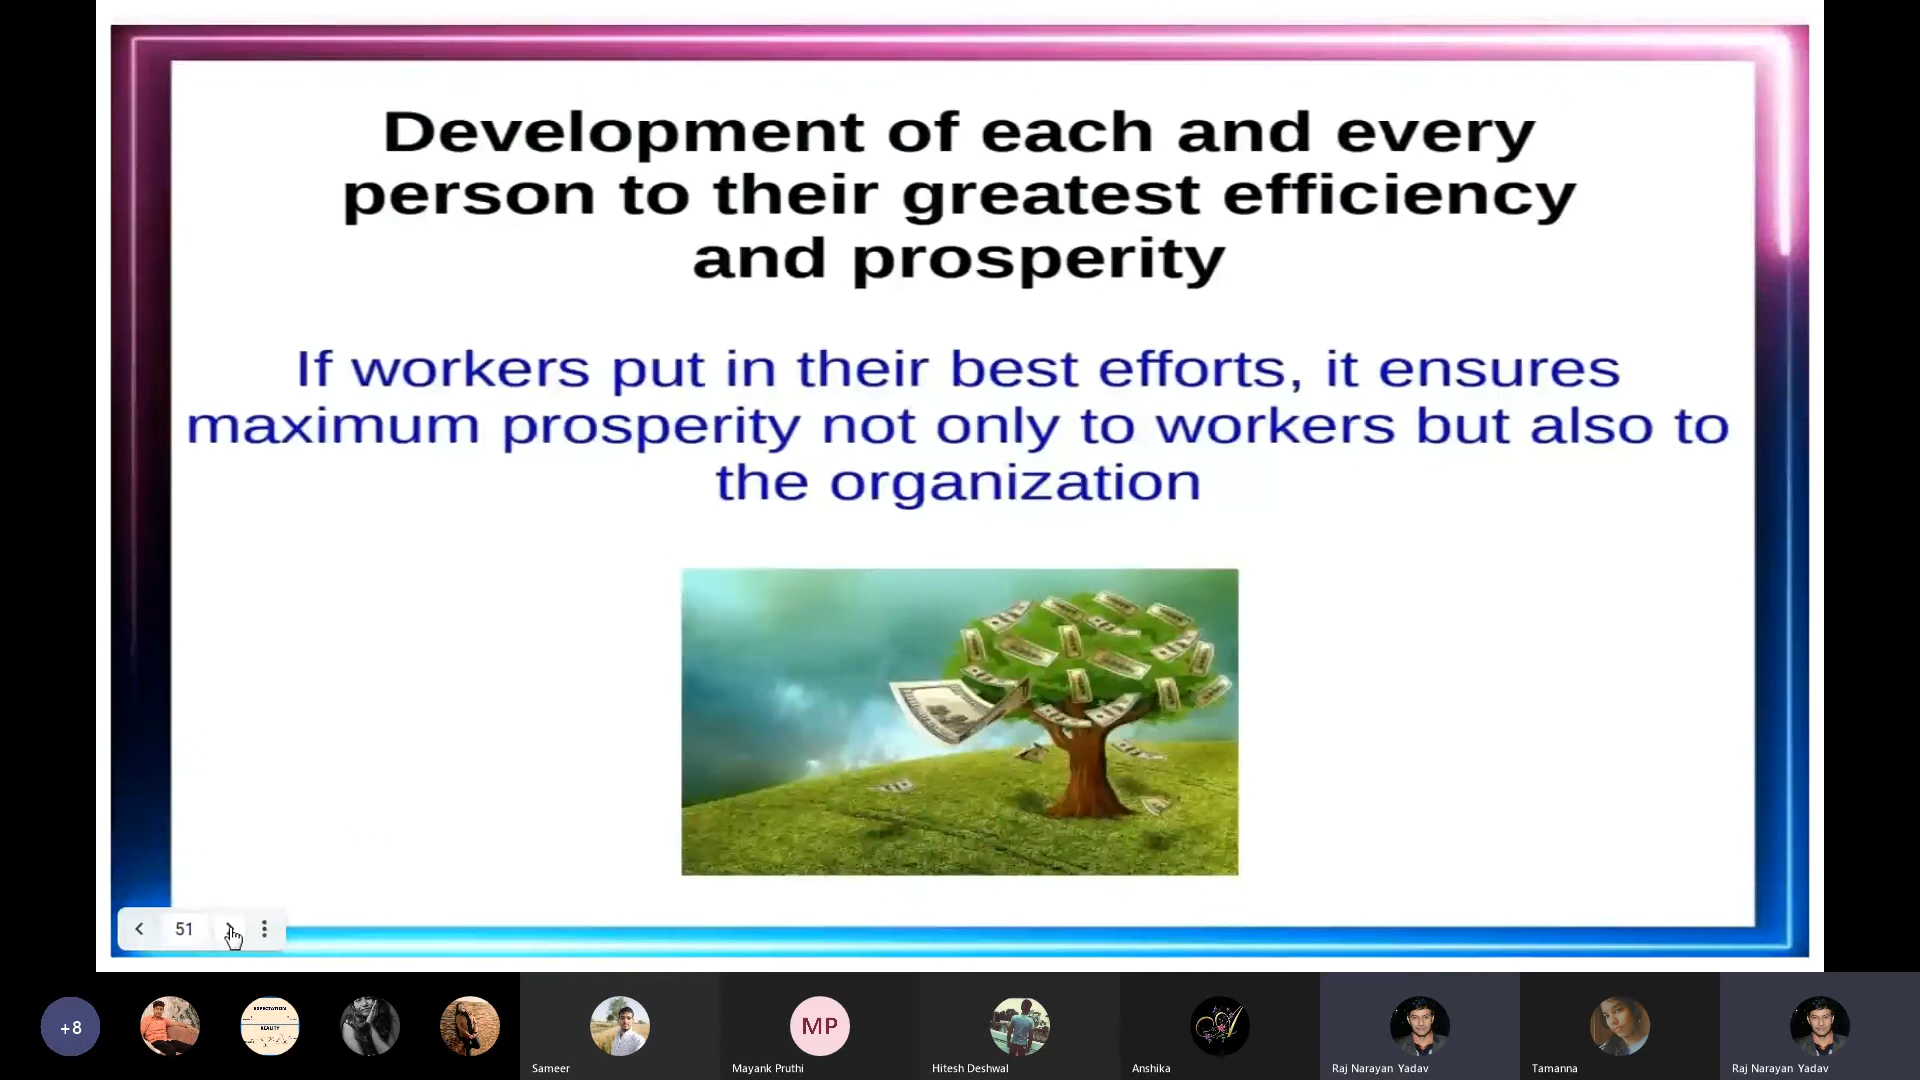 Development of each and every
person to their greatest efficiency
and prosperity
If workers put in their best efforts, it ensures
maximum prosperity not only to workers but also to
the organization
51
+8
EXPECTATION
REALITY
MP
Sameer
Mayank Pruthi
Hitesh Deshwal
Anshika
Raj Narayan Yadav
Tamanna
Raj Narayan Yadav